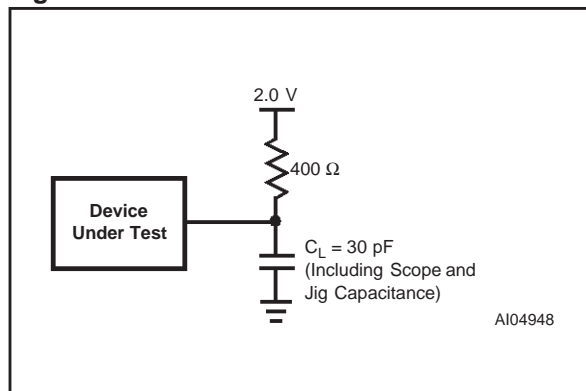 2.0 V
400 Ω
Device
Under Test
C_L = 30 pF
(Including Scope and
Jig Capacitance)
AI04948